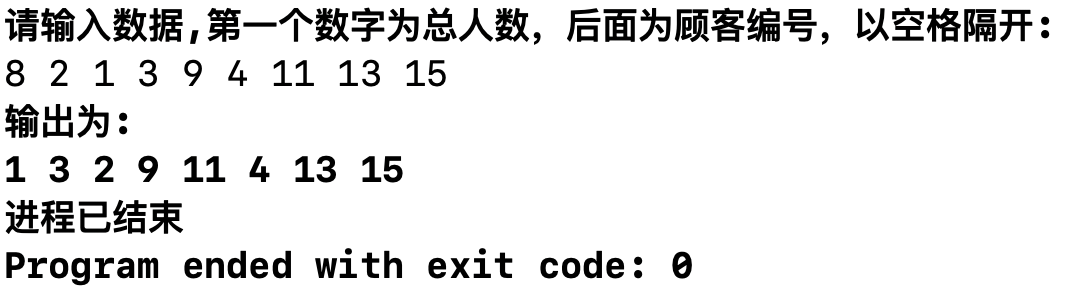 请输入数据,第一个数字为总人数，后面为顾客编号，以空格隔开:
8 2 1 3 9 4 11 13 15
输出为:
1 3 2 9 11 4 13 15
进程已结束
Program ended with exit code: 0